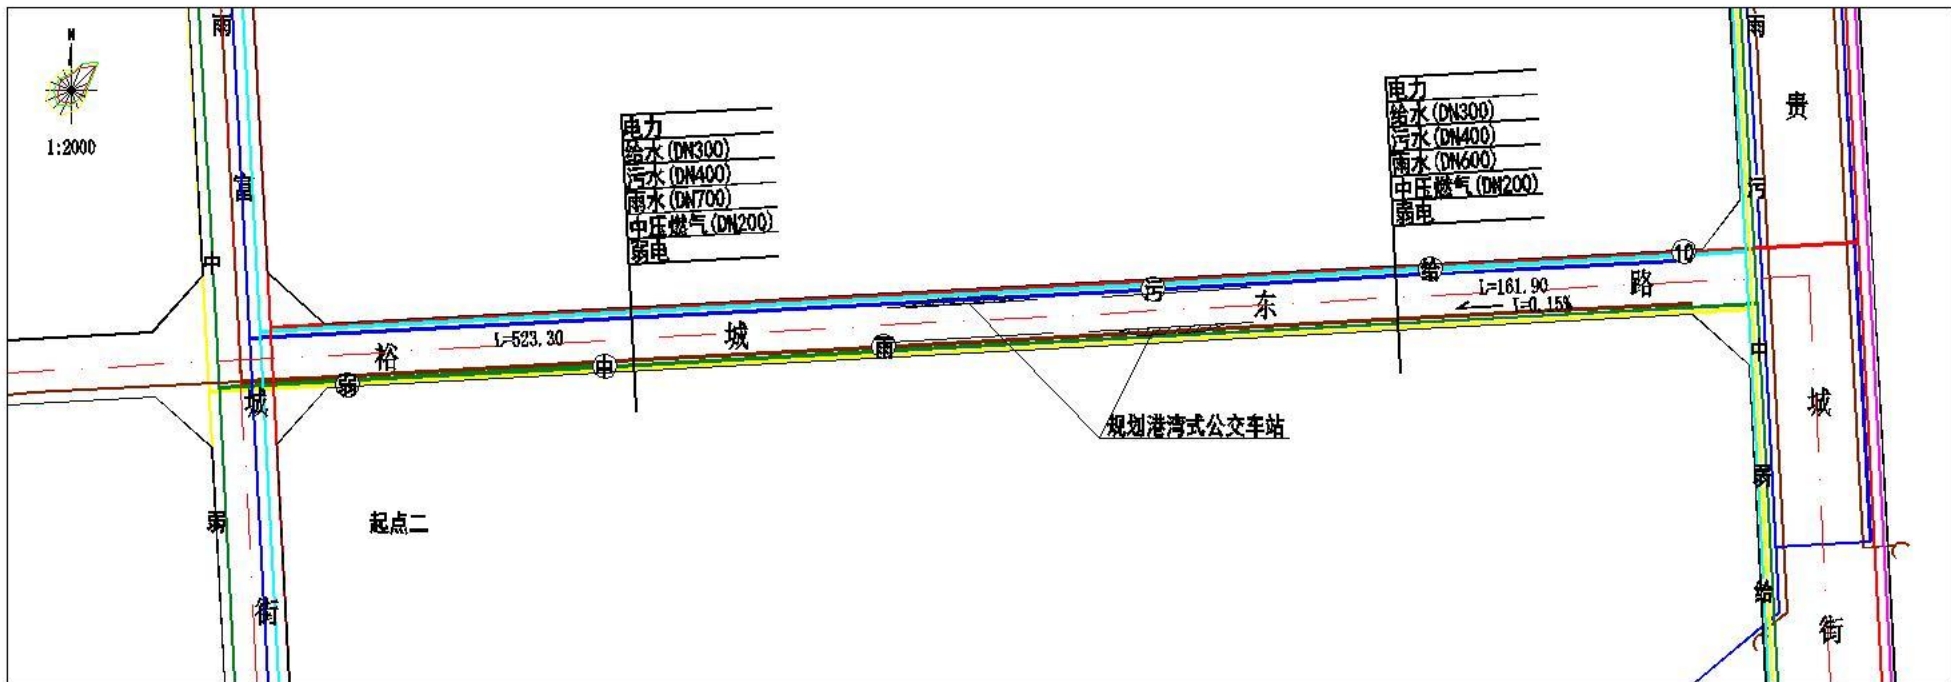 N
1:2000
雨
富
中
城
弱
街
电力
给水(DN300)
污水(DN400)
雨水(DN700)
中压燃气(DN200)
弱电
电力
给水(DN300)
污水(DN400)
雨水(DN600)
中压燃气(DN200)
弱电
裕
城
东
路
L=523.30
L=161.90
I=0.15%
弱
中
雨
污
给
10
规划港湾式公交车站
起点二
雨
污
中
弱
给
贵
城
街